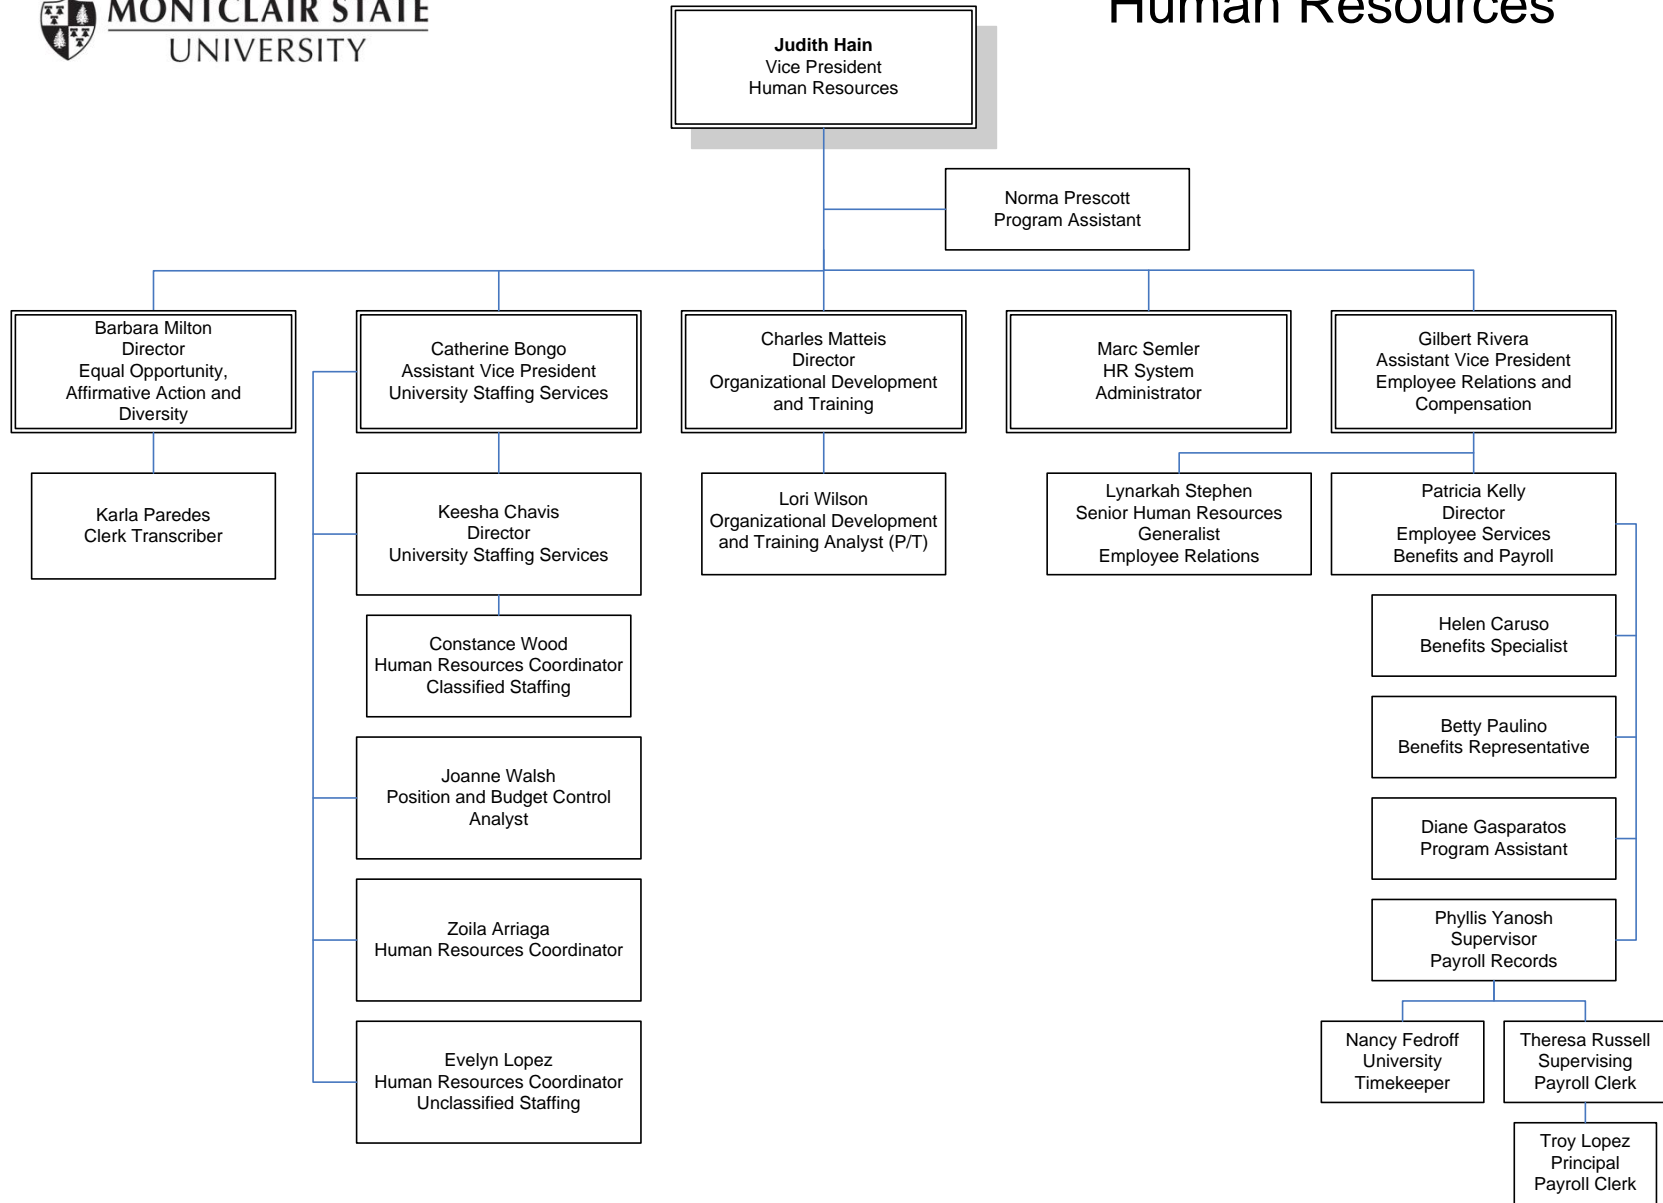 MONTCLAIR STATE
UNIVERSITY
Human Resources
Judith Hain
Vice President
Human Resources
Norma Prescott
Program Assistant
Barbara Milton
Director
Equal Opportunity,
Affirmative Action and
Diversity
Catherine Bongo
Assistant Vice President
University Staffing Services
Charles Matteis
Director
Organizational Development
and Training
Marc Semler
HR System
Administrator
Gilbert Rivera
Assistant Vice President
Employee Relations and
Compensation
Karla Paredes
Clerk Transcriber
Keesha Chavis
Director
University Staffing Services
Lori Wilson
Organizational Development
and Training Analyst (P/T)
Lynarkah Stephen
Senior Human Resources
Generalist
Employee Relations
Patricia Kelly
Director
Employee Services
Benefits and Payroll
Constance Wood
Human Resources Coordinator
Classified Staffing
Helen Caruso
Benefits Specialist
Joanne Walsh
Position and Budget Control
Analyst
Betty Paulino
Benefits Representative
Diane Gasparatos
Program Assistant
Zoila Arriaga
Human Resources Coordinator
Phyllis Yanosh
Supervisor
Payroll Records
Evelyn Lopez
Human Resources Coordinator
Unclassified Staffing
Nancy Fedroff
University
Timekeeper
Theresa Russell
Supervising
Payroll Clerk
Troy Lopez
Principal
Payroll Clerk